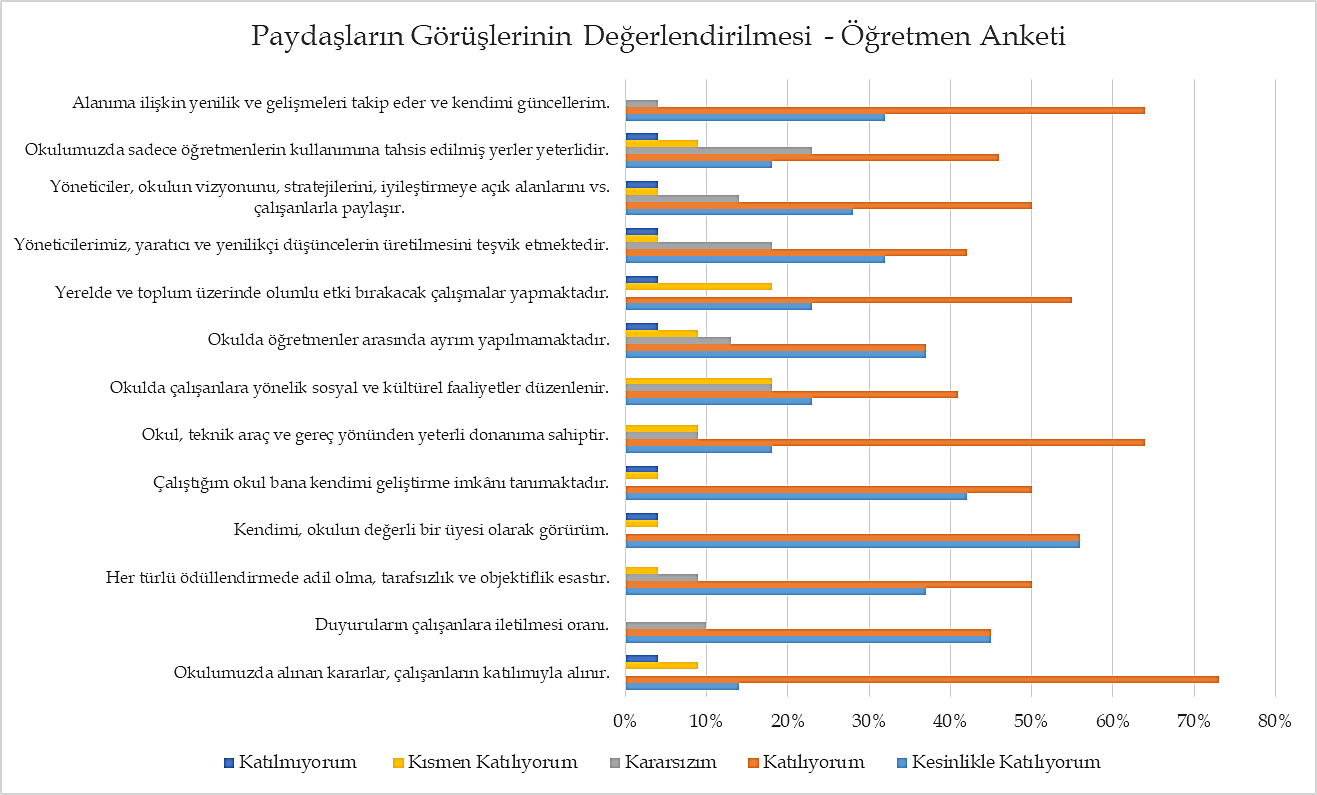 Paydaşların Görüşlerinin Değerlendirilmesi - Öğretmen Anketi
Alanıma ilişkin yenilik ve gelişmeleri takip eder ve kendimi güncellerim.
Okulumuzda sadece öğretmenlerin kullanımına tahsis edilmiş yerler yeterlidir.
Yöneticiler, okulun vizyonunu, stratejilerini, iyileştirmeye açık alanlarını vs.
çalışanlarla paylaşır.
Yöneticilerimiz, yaratıcı ve yenilikçi düşüncelerin üretilmesini teşvik etmektedir.
Yerelde ve toplum üzerinde olumlu etki bırakacak çalışmalar yapmaktadır.
Okulda öğretmenler arasında ayrım yapılmamaktadır.
Okulda çalışanlara yönelik sosyal ve kültürel faaliyetler düzenlenir.
Okul, teknik araç ve gereç yönünden yeterli donanıma sahiptir.
Çalıştığım okul bana kendimi geliştirme imkânı tanımaktadır.
Kendimi, okulun değerli bir üyesi olarak görürüm.
Her türlü ödüllendirmede adil olma, tarafsızlık ve objektiflik esastır.
Duyuruların çalışanlara iletilmesi oranı.
Okulumuzda alınan kararlar, çalışanların katılımıyla alınır.
0% 10% 20% 30% 40% 50% 60% 70% 80%
Katılmıyorum Kısmen Katılıyorum Kararsızım Katılıyorum Kesinlikle Katılıyorum